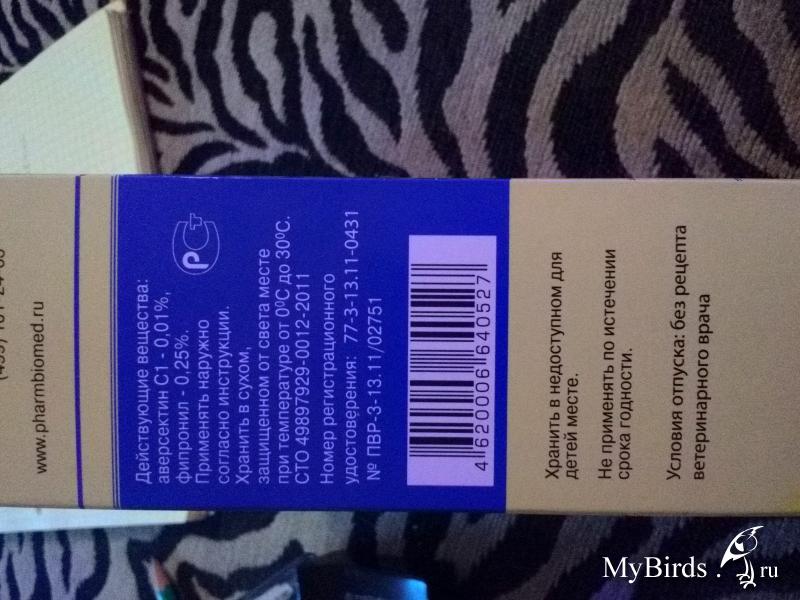 www.pharmbiomed.ru
Действующие вещества:
аверсектин С1 - 0,01%,
фипронил - 0,25%.
Применять наружно
согласно инструкции.
Хранить в сухом,
защищенном от света месте
при температуре от 0⁰С до 30⁰С.
СТО 49897929-0012-2011
Номер регистрационного
удостоверения: 77-3-13.11-0431
№ ПВР-3-13.11/02751
РСТ
4 620006 640527
Хранить в недоступном для
детей месте.
Не применять по истечении
срока годности.
Условия отпуска: без рецепта
ветеринарного врача
MyBirds.ru